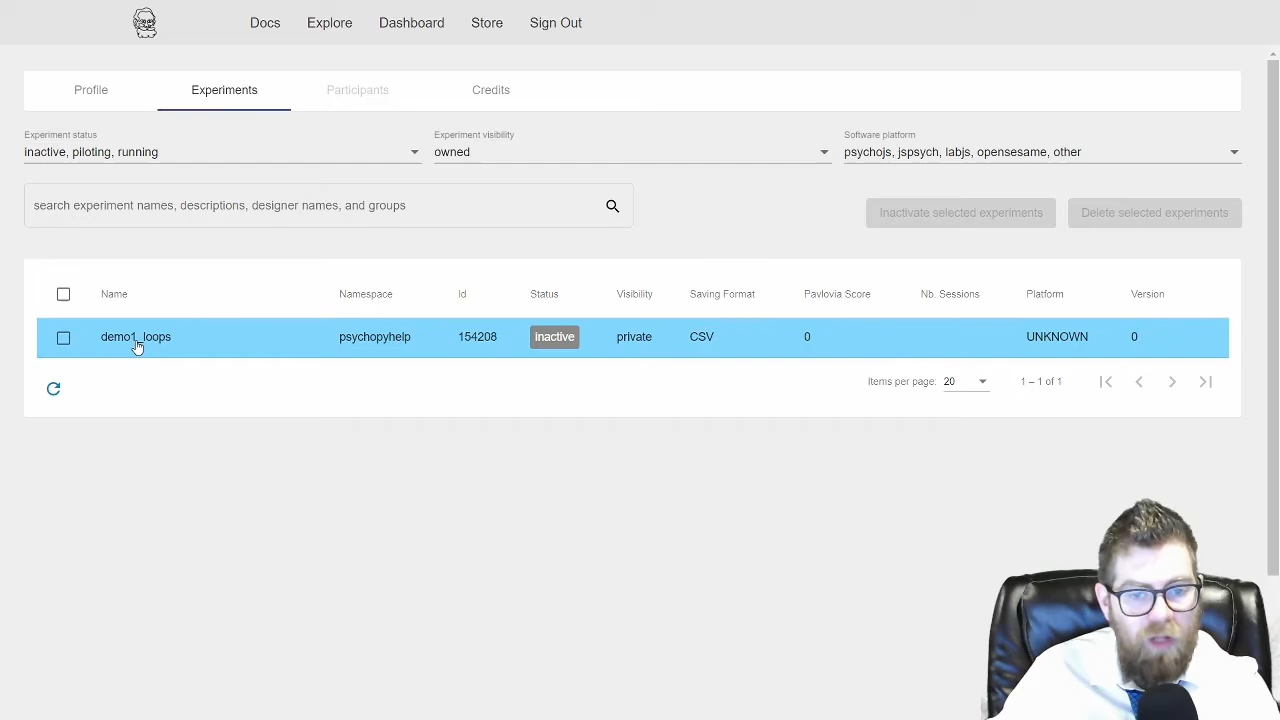 Docs Explore Dashboard Store Sign Out
Profile Experiments Participants Credits
Experiment status Experiment visibility Software platform
inactive, piloting, running owned psychojs, jspsych, labjs, opensesame, other
search experiment names, descriptions, designer names, and groups
Inactivate selected experiments Delete selected experiments
Name Namespace Id Status Visibility Saving Format Pavlovia Score Nb. Sessions Platform Version
demo1_loops psychopyhelp 154208 inactive private CSV 0 UNKNOWN 0
Items per page: 20 1 – 1 of 1